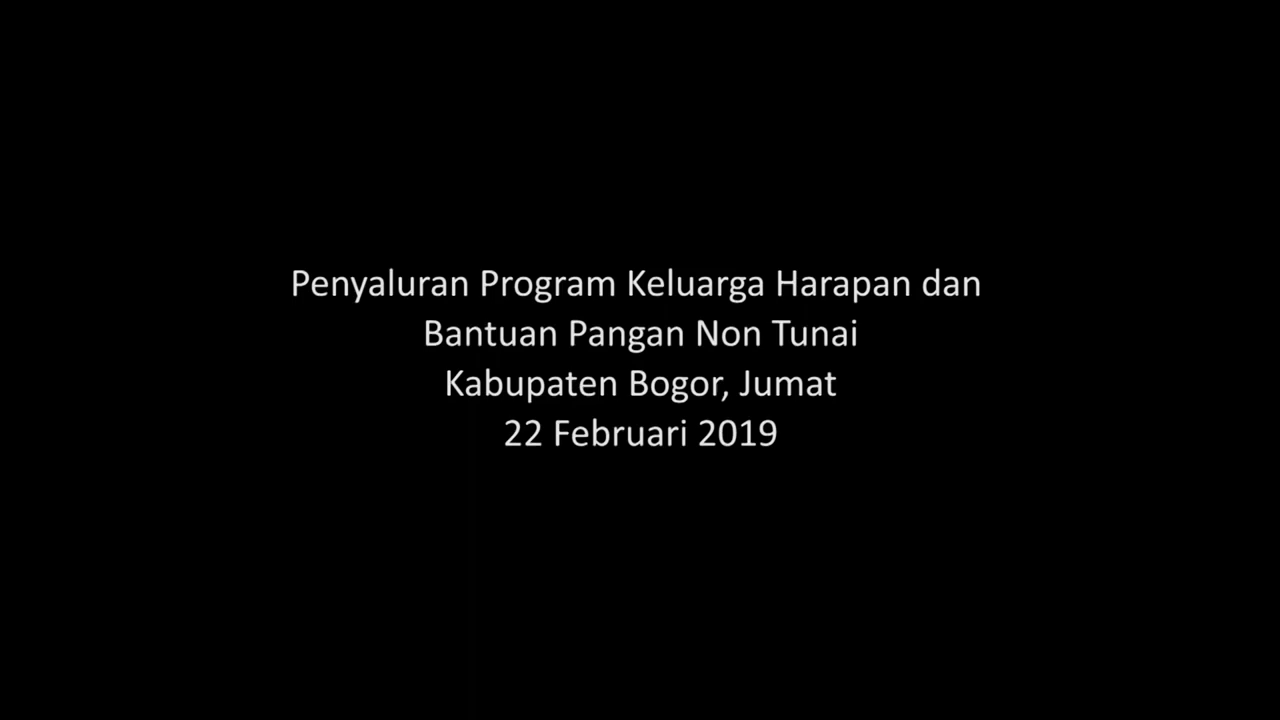 Penyaluran Program Keluarga Harapan dan
Bantuan Pangan Non Tunai
Kabupaten Bogor, Jumat
22 Februari 2019